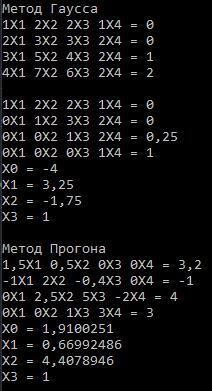 Метод Гаусса
1X1 2X2 2X3 1X4 = 0
2X1 3X2 3X3 2X4 = 0
3X1 5X2 4X3 2X4 = 1
4X1 7X2 6X3 2X4 = 2
1X1 2X2 2X3 1X4 = 0
0X1 1X2 3X3 2X4 = 0
0X1 0X2 1X3 2X4 = 0,25
0X1 0X2 0X3 1X4 = 1
X0 = -4
X1 = 3,25
X2 = -1,75
X3 = 1
Метод Прогона
1,5X1 0,5X2 0X3 0X4 = 3,2
-1X1 2X2 -0,4X3 0X4 = -1
0X1 2,5X2 5X3 -2X4 = 4
0X1 0X2 1X3 3X4 = 3
X0 = 1,9100251
X1 = 0,66992486
X2 = 4,4078946
X3 = 1